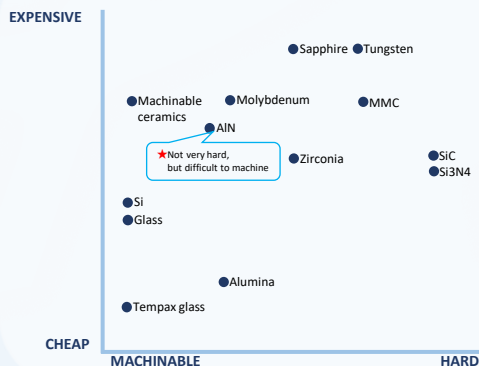 EXPENSIVE
Sapphire
Tungsten
Machinable
ceramics
Molybdenum
MMC
AlN
★Not very hard,
but difficult to machine
Zirconia
SiC
Si3N4
Si
Glass
Alumina
Tempax glass
CHEAP
MACHINABLE
HARD